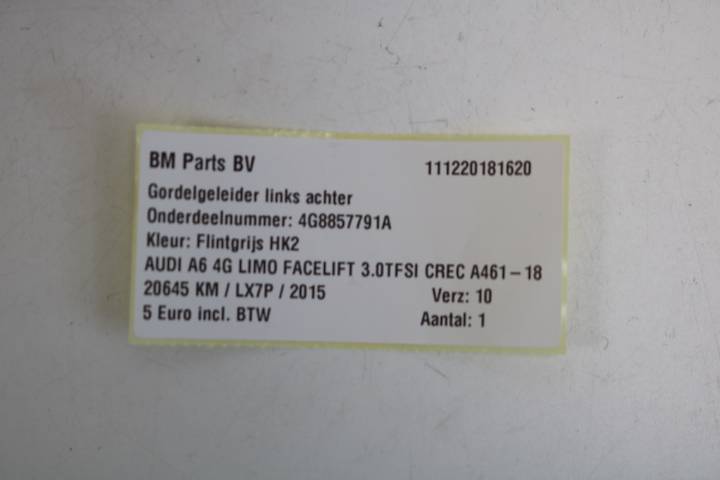 BM Parts BV 111220181620
Gordelgeleider links achter
Onderdeelnummer: 4G8857791A
Kleur: Flintgrijs HK2
AUDI A6 4G LIMO FACELIFT 3.0TFSI CREC A461-18
20645 KM / LX7P / 2015 Verz: 10
5 Euro incl. BTW Aantal: 1